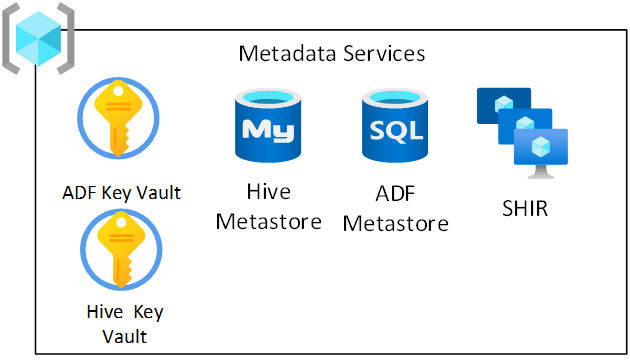 Metadata Services
My
SQL
ADF Key Vault
Hive
Metastore
ADF
Metastore
SHIR
Hive  Key
Vault